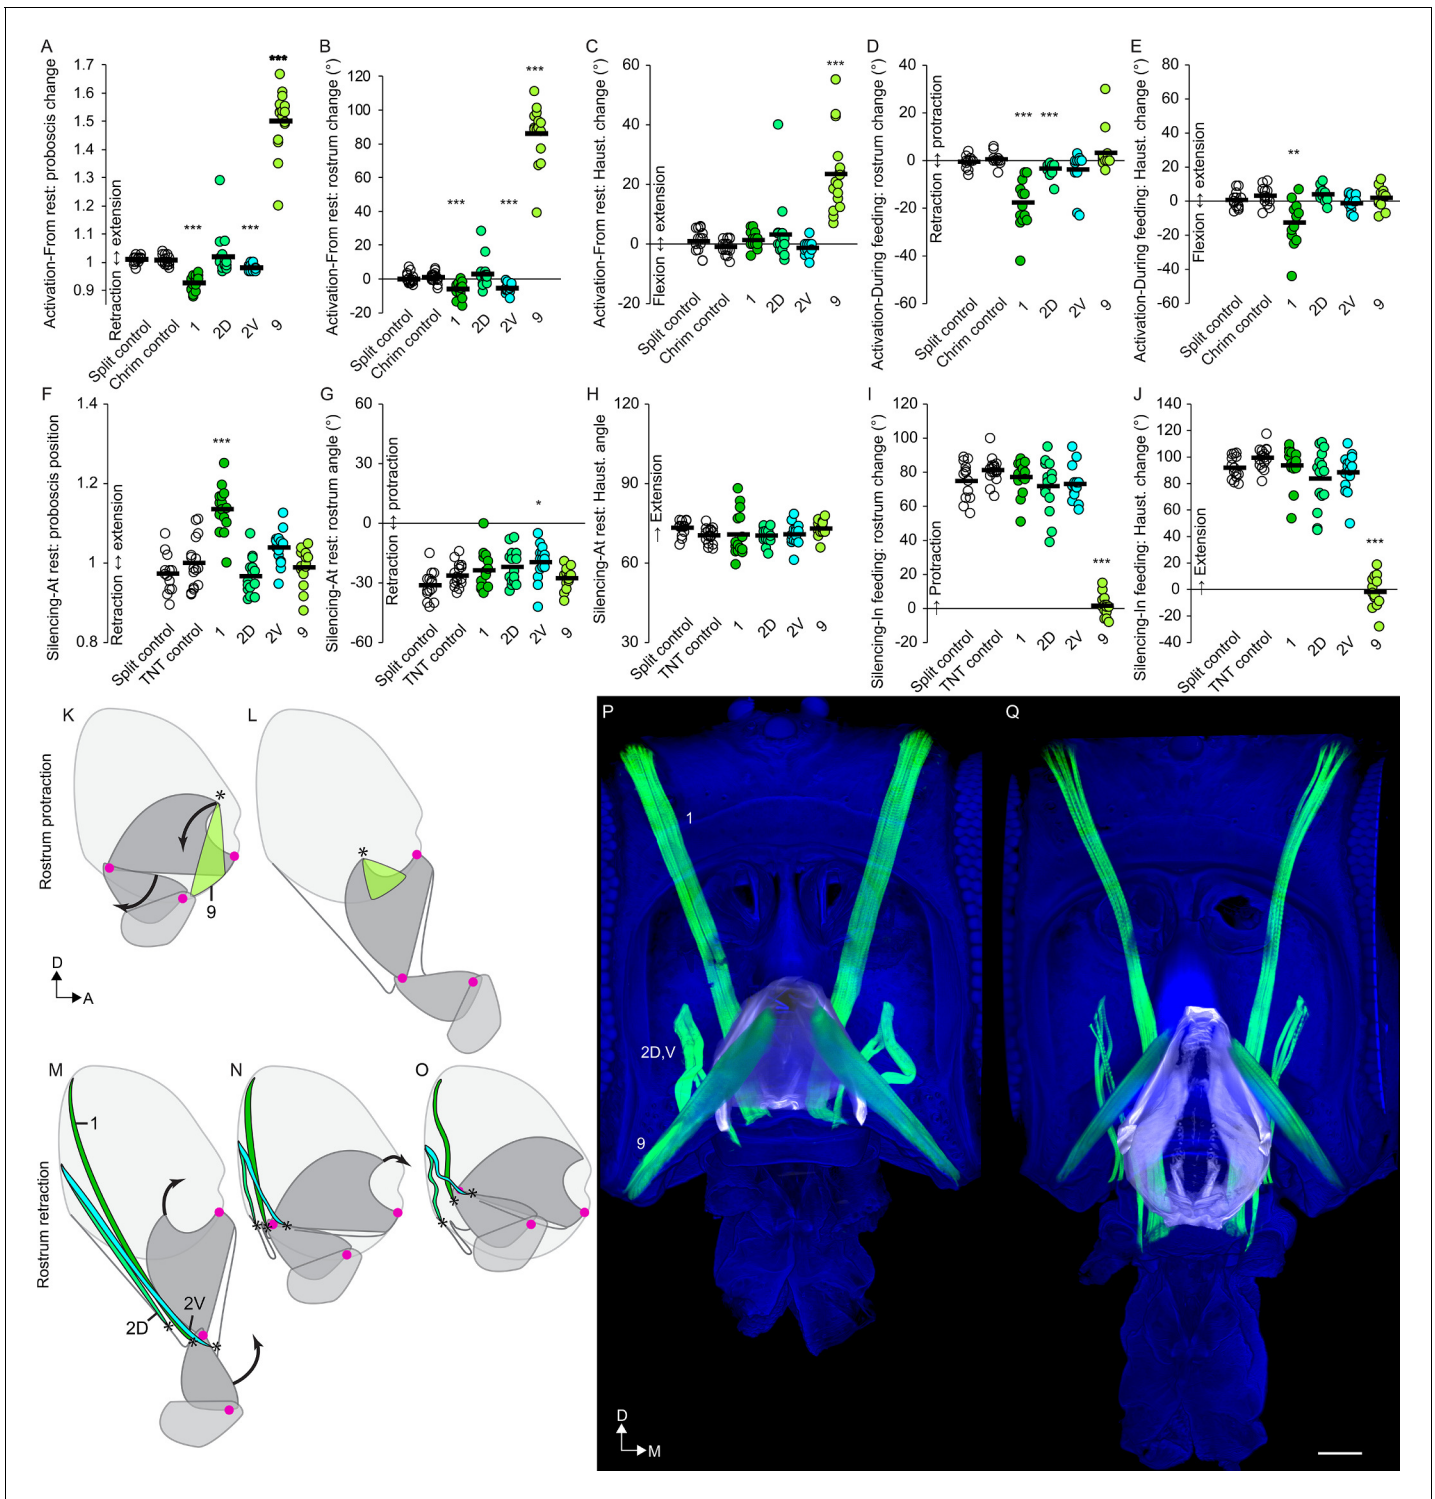 A
Activation-From rest: proboscis change
Retraction ↔ extension
1.7
1.6
1.5
1.4
1.3
1.2
1.1
1
0.9
***
***
***
Split control
Chrim control
1
2D
2V
9
B
Activation-From rest: rostrum change (°)
120
100
80
60
40
20
0
-20
***
***
***
Split control
Chrim control
1
2D
2V
9
C
Activation-From rest: Haust. change (°)
Flexion ↔ extension
60
40
20
0
-20
***
Split control
Chrim control
1
2D
2V
9
D
Activation-During feeding: rostrum change (°)
Retraction ↔ protraction
40
20
0
-20
-40
-60
***
***
Split control
Chrim control
1
2D
2V
9
E
Activation-During feeding: Haust. change (°)
Flexion ↔ extension
80
60
40
20
0
-20
-40
-60
**
Split control
Chrim control
1
2D
2V
9
F
Silencing-At rest: proboscis position
Retraction ↔ extension
1.4
1.2
1
0.8
***
Split control
TNT control
1
2D
2V
9
G
Silencing-At rest: rostrum angle (°)
Retraction ↔ protraction
60
30
0
-30
-60
*
Split control
TNT control
1
2D
2V
9
H
Silencing-At rest: Haust. angle
→ Extension
120
90
60
30
Split control
TNT control
1
2D
2V
9
I
Silencing-In feeding: rostrum change (°)
→ Protraction
120
100
80
60
40
20
0
-20
***
Split control
TNT control
1
2D
2V
9
J
Silencing-In feeding: Haust. change (°)
→ Extension
140
120
100
80
60
40
20
0
-20
-40
***
Split control
TNT control
1
2D
2V
9
Rostrum protraction
K
*
9
L
*
D
A
Rostrum retraction
M
1
2V
2D
* * *
N
* * *
O
* * *
P
1
2D,V
9
D
M
Q